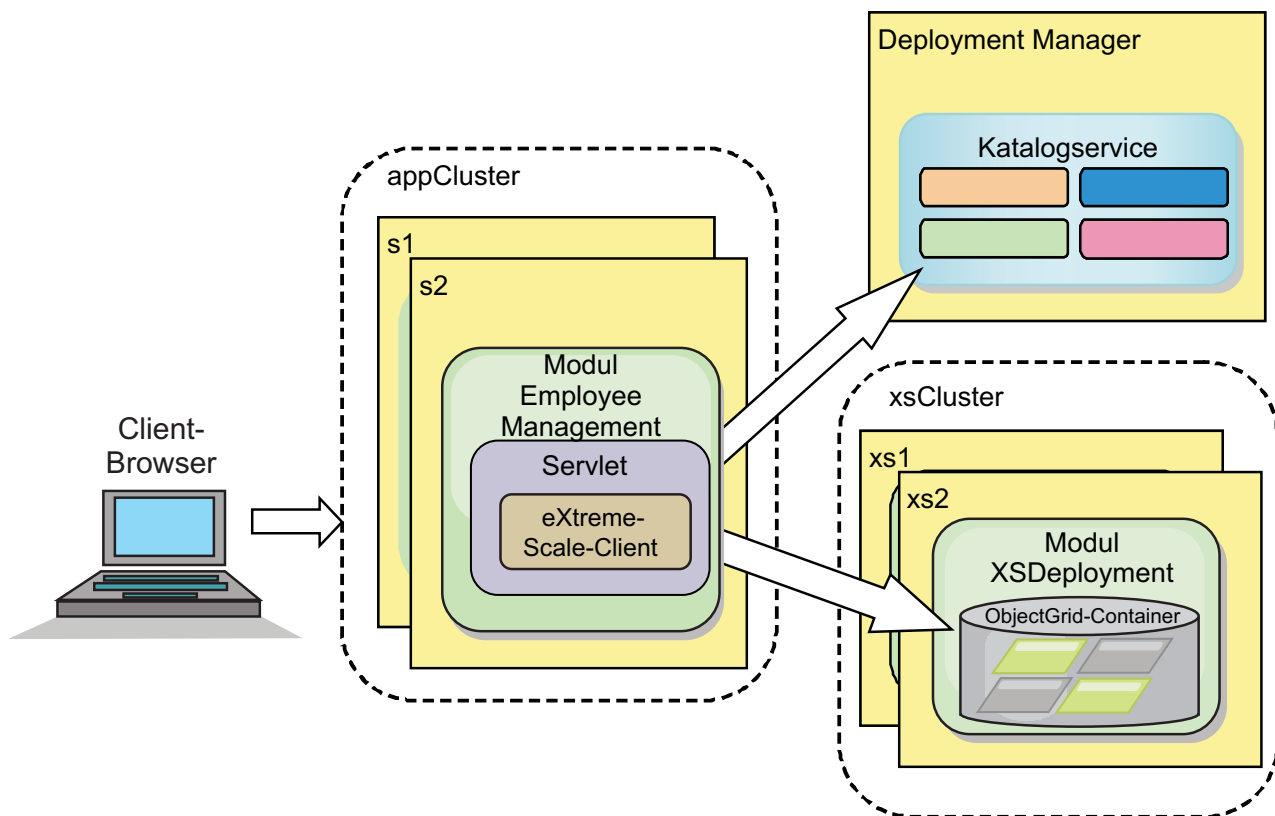 Client-
Browser
appCluster
s1
s2
Modul
Employee
Management
Servlet
eXtreme-
Scale-Client
Deployment Manager
Katalogservice
xsCluster
xs1
xs2
Modul
XSDeployment
ObjectGrid-Container